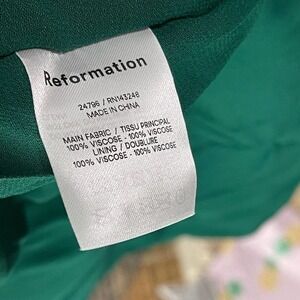 Reformation
24796 / RN143248
MADE IN CHINA
MAIN FABRIC / TISSU PRINCIPAL
100% VISCOSE - 100% VISCOSE
LINING / DOUBLURE
100% VISCOSE - 100% VISCOSE